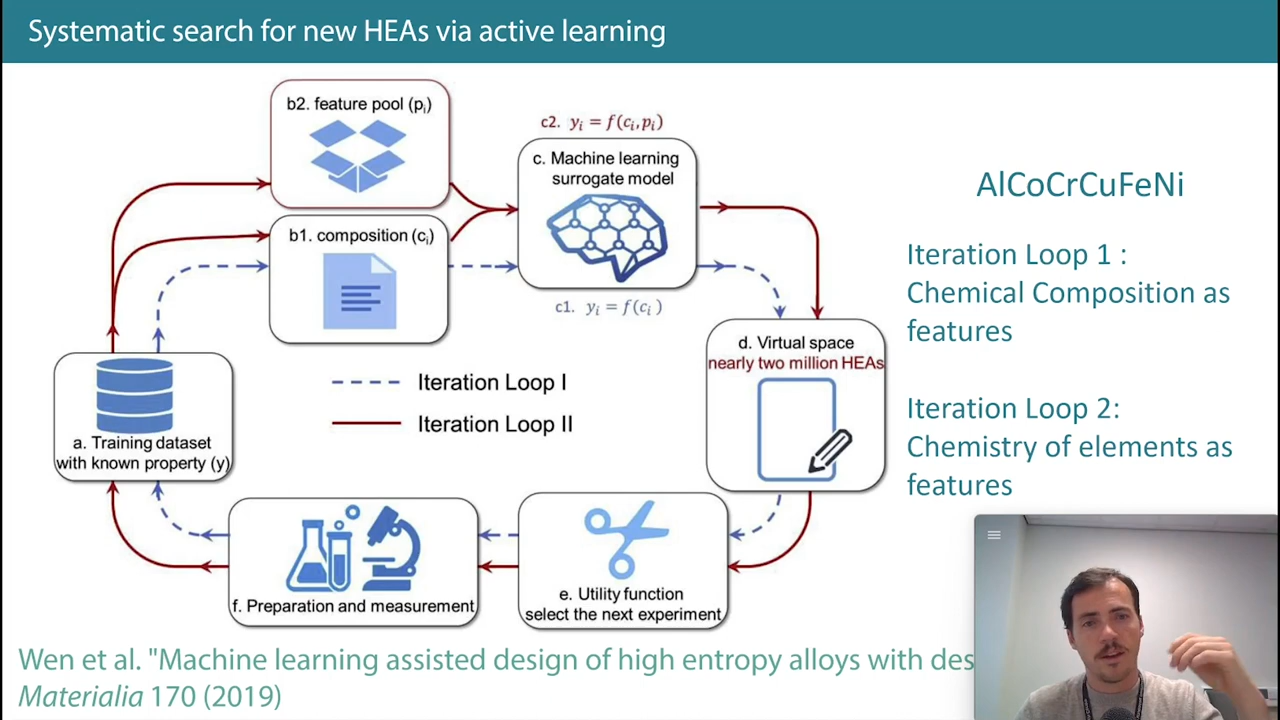 Systematic search for new HEAs via active learning
b2. feature pool (pᵢ)
c2. yᵢ = f(cᵢ,pᵢ)
c. Machine learning
surrogate model
b1. composition (cᵢ)
c1. yᵢ = f(cᵢ)
d. Virtual space
nearly two million HEAs
Iteration Loop I
Iteration Loop II
a. Training dataset
with known property (y)
f. Preparation and measurement
e. Utility function
select the next experiment
AlCoCrCuFeNi
Iteration Loop 1 :
Chemical Composition as
features
Iteration Loop 2:
Chemistry of elements as
features
Wen et al. "Machine learning assisted design of high entropy alloys with des
Materialia 170 (2019)